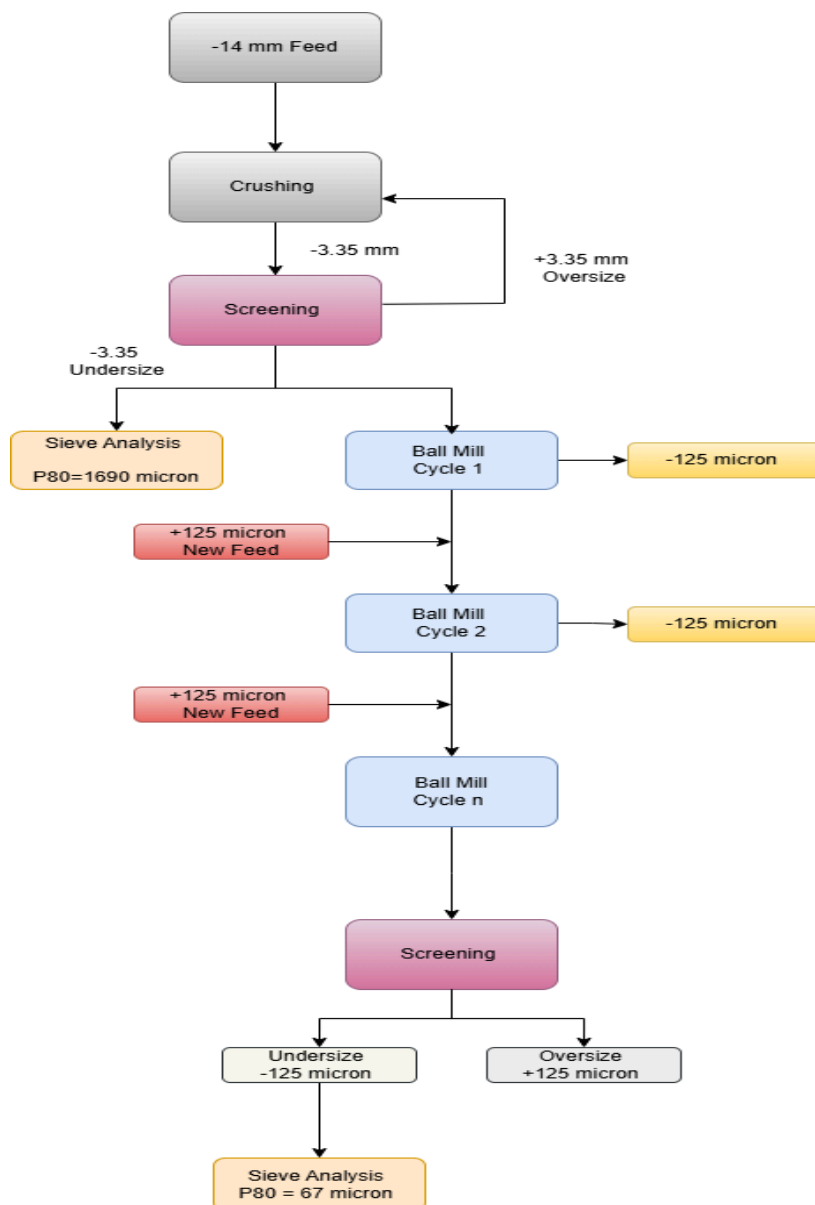 -14 mm Feed
Crushing
-3.35 mm
+3.35 mm
Oversize
Screening
-3.35
Undersize
Sieve Analysis
P80=1690 micron
Ball Mill
Cycle 1
-125 micron
+125 micron
New Feed
Ball Mill
Cycle 2
-125 micron
+125 micron
New Feed
Ball Mill
Cycle n
Screening
Undersize
-125 micron
Oversize
+125 micron
Sieve Analysis
P80 = 67 micron